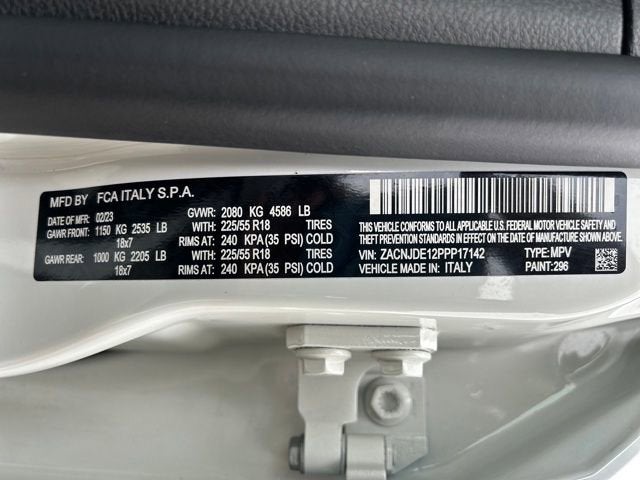 MFD BY FCA ITALY S.P.A.
DATE OF MFR: 02/23 GVWR: 2080 KG 4586 LB
GAWR FRONT: 1150 KG 2535 LB WITH: 225/55 R18 TIRES
18x7 RIMS AT: 240 KPA (35 PSI) COLD
GAWR REAR: 1000 KG 2205 LB WITH: 225/55 R18 TIRES
18x7 RIMS AT: 240 KPA (35 PSI) COLD
THIS VEHICLE CONFORMS TO ALL APPLICABLE U.S. FEDERAL MOTOR VEHICLE
SAFETY STANDARDS IN EFFECT ON THE DATE OF MANUFACTURE SHOWN ABOVE.
VIN: ZACNJDE12PPP17142 TYPE: MPV
VEHICLE MADE IN: ITALY PAINT: 296